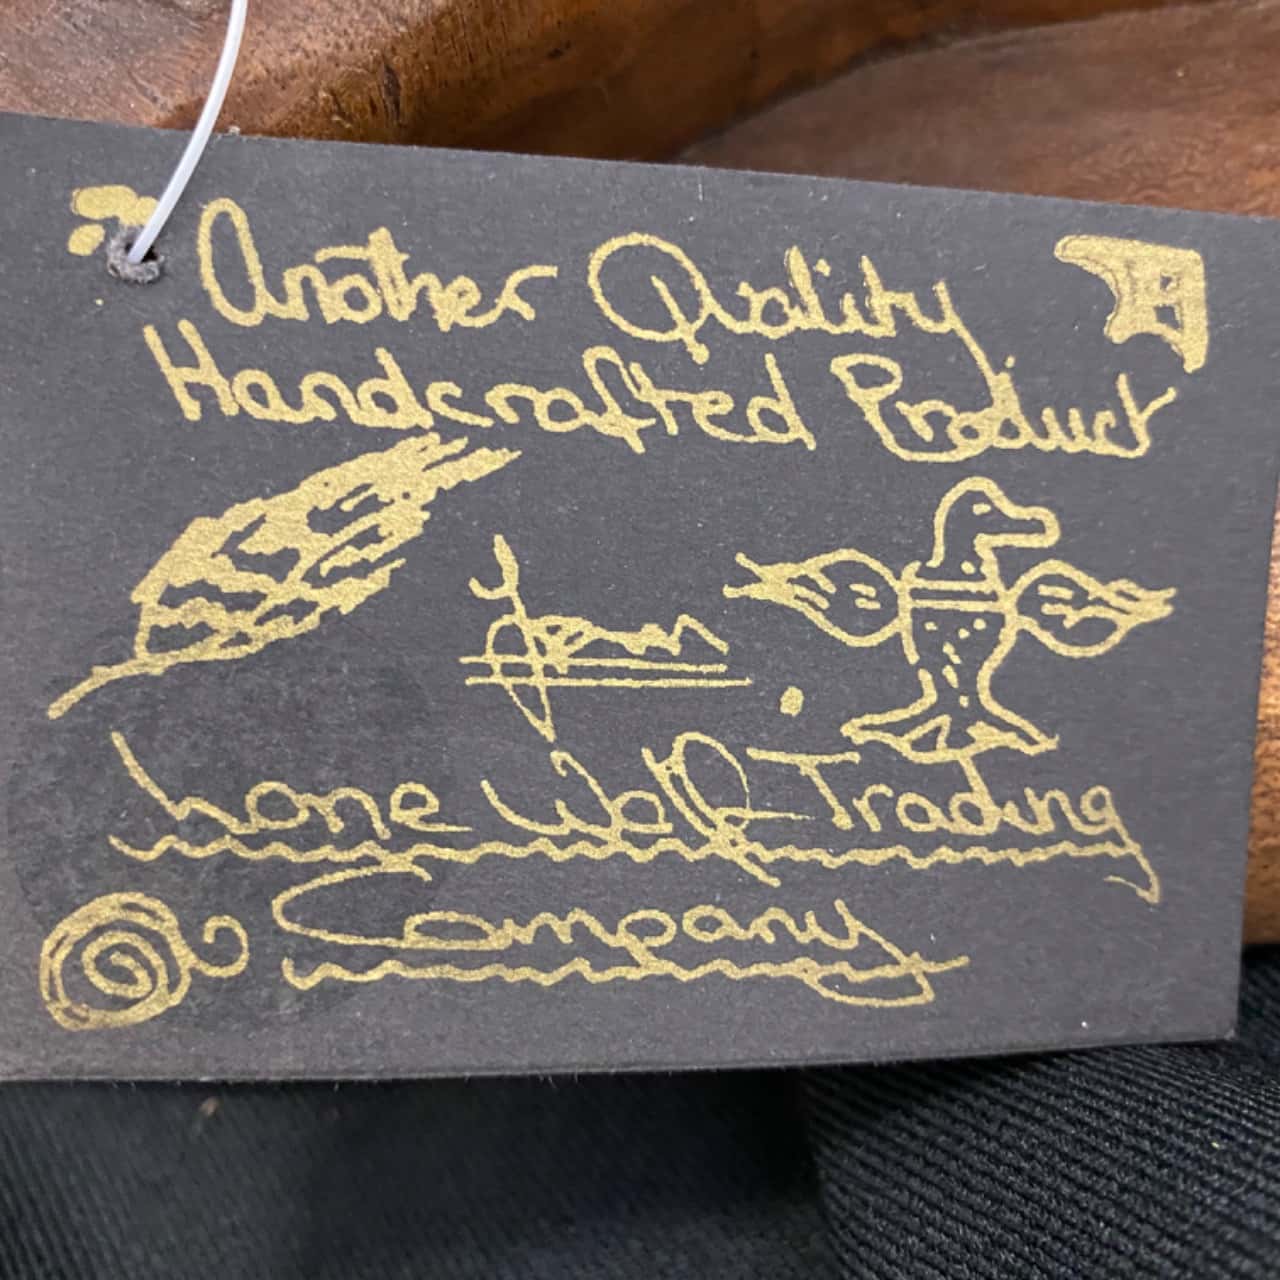 Another Quality
Handcrafted Product
Lone Wolf Trading
Company